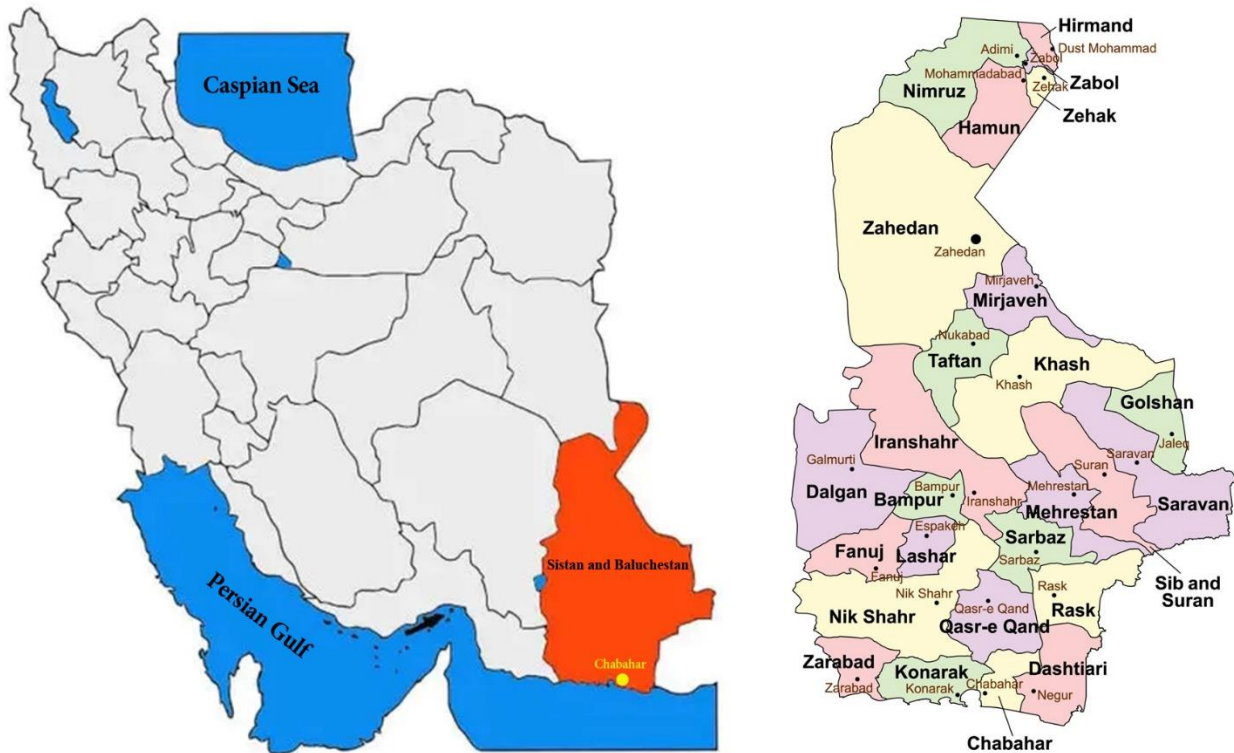 Caspian Sea
Persian Gulf
Sistan and Baluchestan
Chabahar
Hirmand
Dust Mohammad
Adimi
Zabol
Zabol
Mohammadabad
Zehak
Nimruz
Zehak
Hamun
Zahedan
Zahedan
Mirjaveh
Mirjaveh
Nukabad
Taftan
Khash
Khash
Golshan
Jaleq
Iranshahr
Galmurti
Saravan
Suran
Dalgan
Bampur
Bampur
Iranshahr
Mehrestan
Mehrestan
Saravan
Espakeh
Lashar
Fanuj
Fanuj
Sarbaz
Sarbaz
Sib and
Suran
Nik Shahr
Nik Shahr
Qasr-e Qand
Qasr-e Qand
Rask
Rask
Zarabad
Zarabad
Konarak
Konarak
Chabahar
Dashtiari
Negur
Chabahar